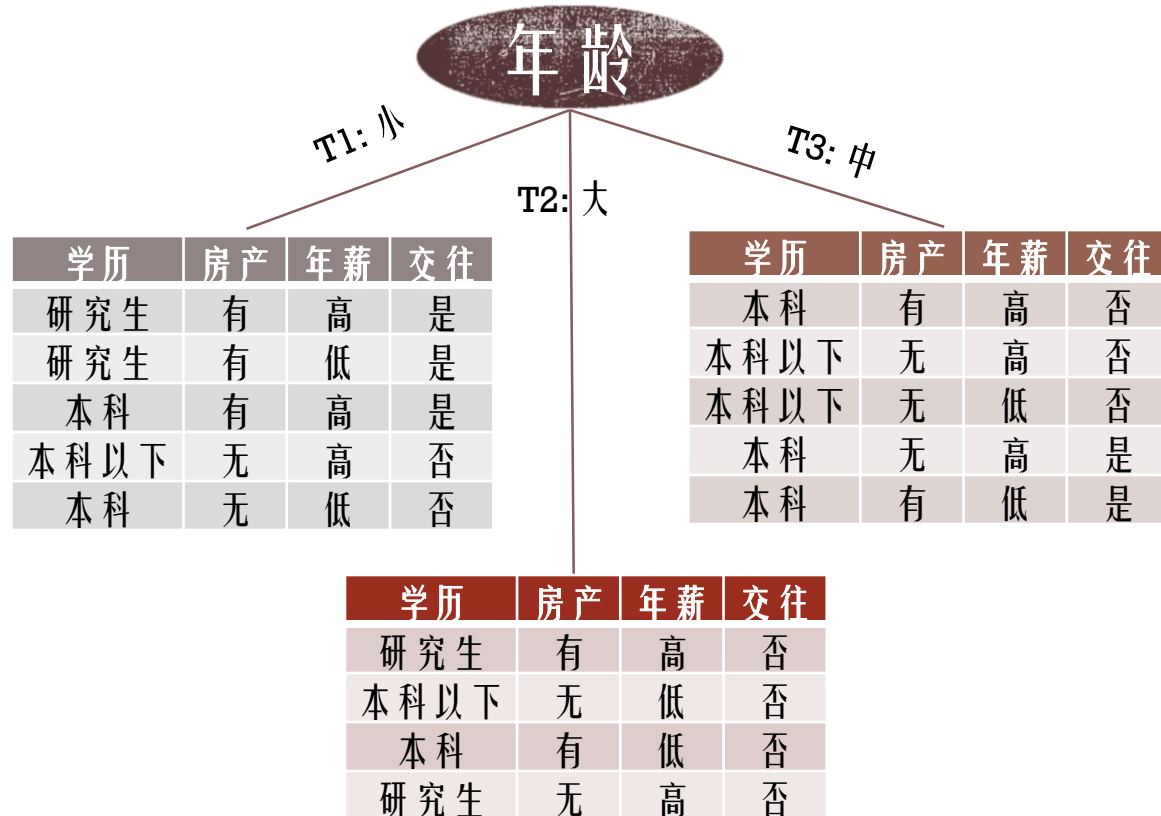 年龄
T1: 小
T2: 大
T3: 中
学历 房产 年薪 交往
研究生 有 高 是
研究生 有 低 是
本科 有 高 是
本科以下 无 高 否
本科 无 低 否
学历 房产 年薪 交往
本科 有 高 否
本科以下 无 高 否
本科以下 无 低 否
本科 无 高 是
本科 有 低 是
学历 房产 年薪 交往
研究生 有 高 否
本科以下 无 低 否
本科 有 低 否
研究生 无 高 否